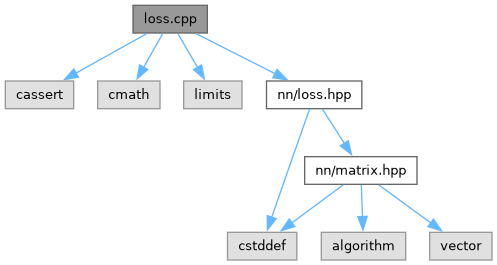 loss.cpp
cassert
cmath
limits
nn/loss.hpp
nn/matrix.hpp
cstddef
algorithm
vector